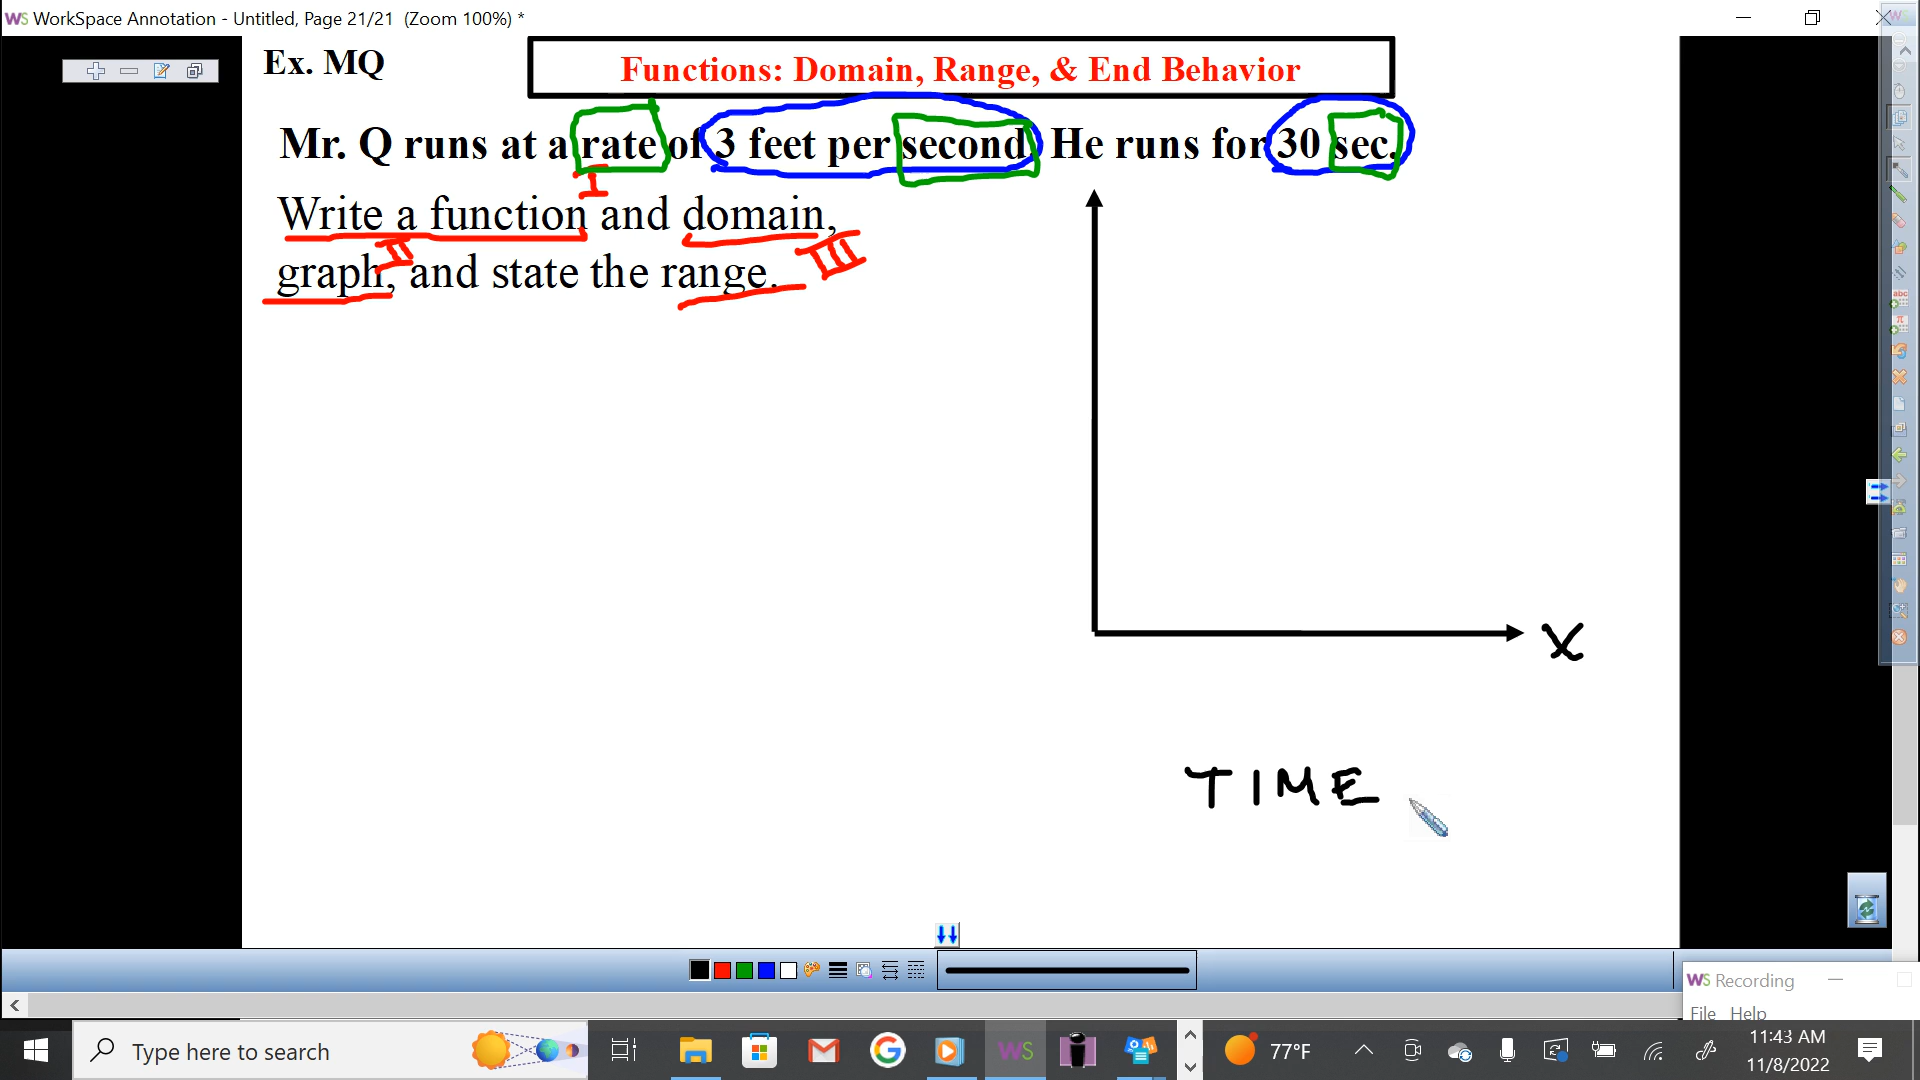 WS WorkSpace Annotation - Untitled, Page 21/21 (Zoom 100%) *
Ex. MQ
Functions: Domain, Range, & End Behavior
Mr. Q runs at a rate of 3 feet per second. He runs for 30 sec.
I
Write a function and domain,
II
III
graph, and state the range.
X
TIME
WS Recording
File Help
Type here to search
WS
77°F
11:43 AM
11/8/2022